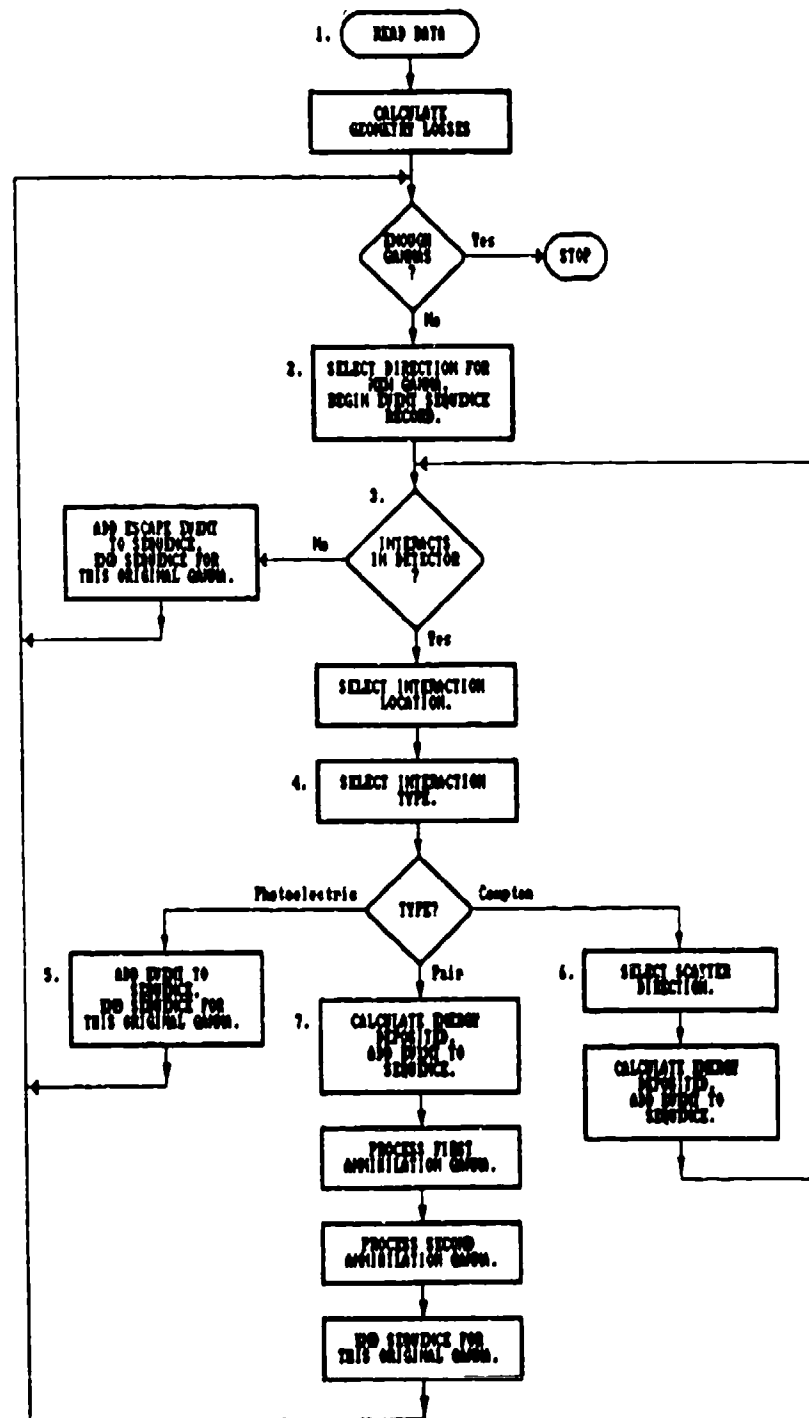 1. READ DATA
CALCULATE
GEOMETRY LOSSES
ENOUGH
GAMMAS
?
Yes
STOP
No
2. SELECT DIRECTION FOR
NEW GAMMA,
BEGIN EVENT SEQUENCE
RECORD.
3.
INTERACTS
IN DETECTOR
?
No
ADD ESCAPE EVENT
TO SEQUENCE,
END SEQUENCE FOR
THIS ORIGINAL GAMMA.
Yes
SELECT INTERACTION
LOCATION.
4. SELECT INTERACTION
TYPE.
TYPE?
Photoelectric
Compton
Pair
5. ADD EVENT TO
SEQUENCE.
END SEQUENCE FOR
THIS ORIGINAL GAMMA.
6. SELECT SCATTER
DIRECTION.
CALCULATE ENERGY
DEPOSITED,
ADD EVENT TO
SEQUENCE.
7. CALCULATE ENERGY
DEPOSITED,
ADD EVENT TO
SEQUENCE.
PROCESS FIRST
ANNIHILATION GAMMA.
PROCESS SECOND
ANNIHILATION GAMMA.
END SEQUENCE FOR
THIS ORIGINAL GAMMA.